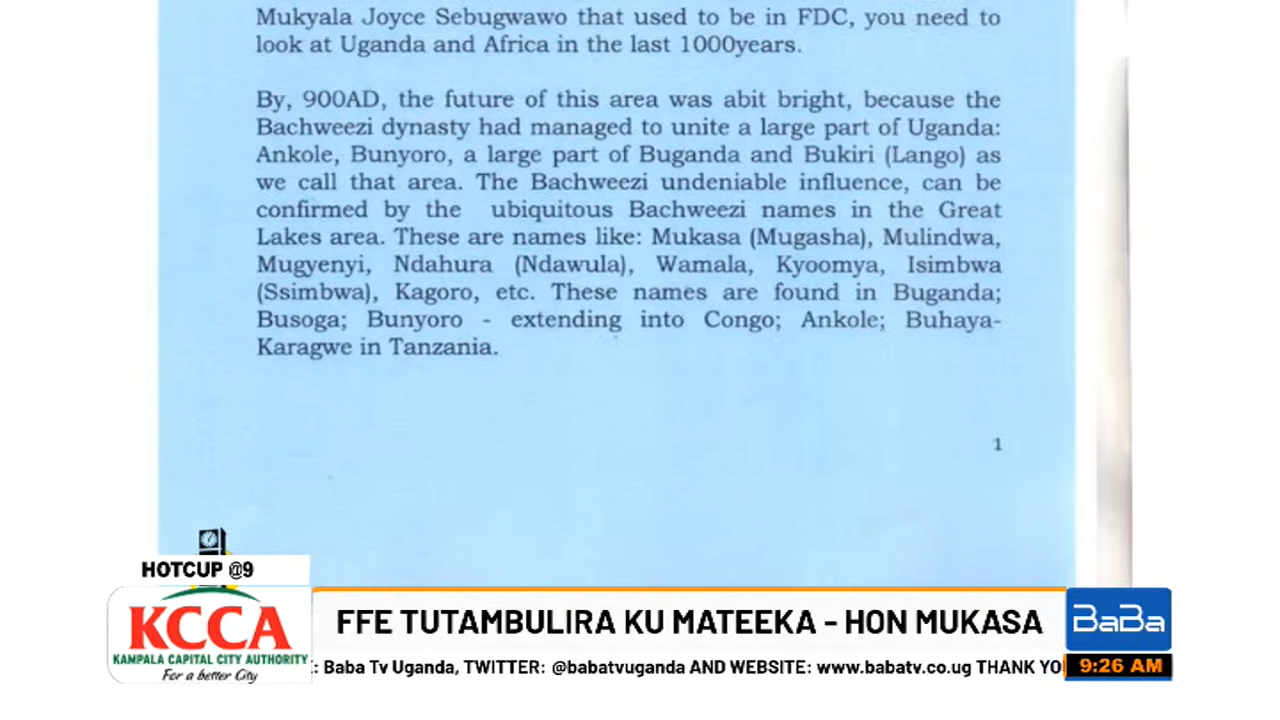 Mukyala Joyce Sebugwawo that used to be in FDC, you need to
look at Uganda and Africa in the last 1000years.
By, 900AD, the future of this area was abit bright, because the
Bachweezi dynasty had managed to unite a large part of Uganda:
Ankole, Bunyoro, a large part of Buganda and Bukiri (Lango) as
we call that area. The Bachweezi undeniable influence, can be
confirmed by the ubiquitous Bachweezi names in the Great
Lakes area. These are names like: Mukasa (Mugasha), Mulindwa,
Mugyenyi, Ndahura (Ndawula), Wamala, Kyoomya, Isimbwa
(Ssimbwa), Kagoro, etc. These names are found in Buganda;
Busoga; Bunyoro - extending into Congo; Ankole; Buhaya-
Karagwe in Tanzania.
1
HOTCUP @9
KCCA
KAMPALA CAPITAL CITY AUTHORITY
For a better City
FFE TUTAMBULIRA KU MATEEKA - HON MUKASA
BaBa
: Baba Tv Uganda, TWITTER: @babatvuganda AND WEBSITE: www.babatv.co.ug THANK YO
9:26 AM